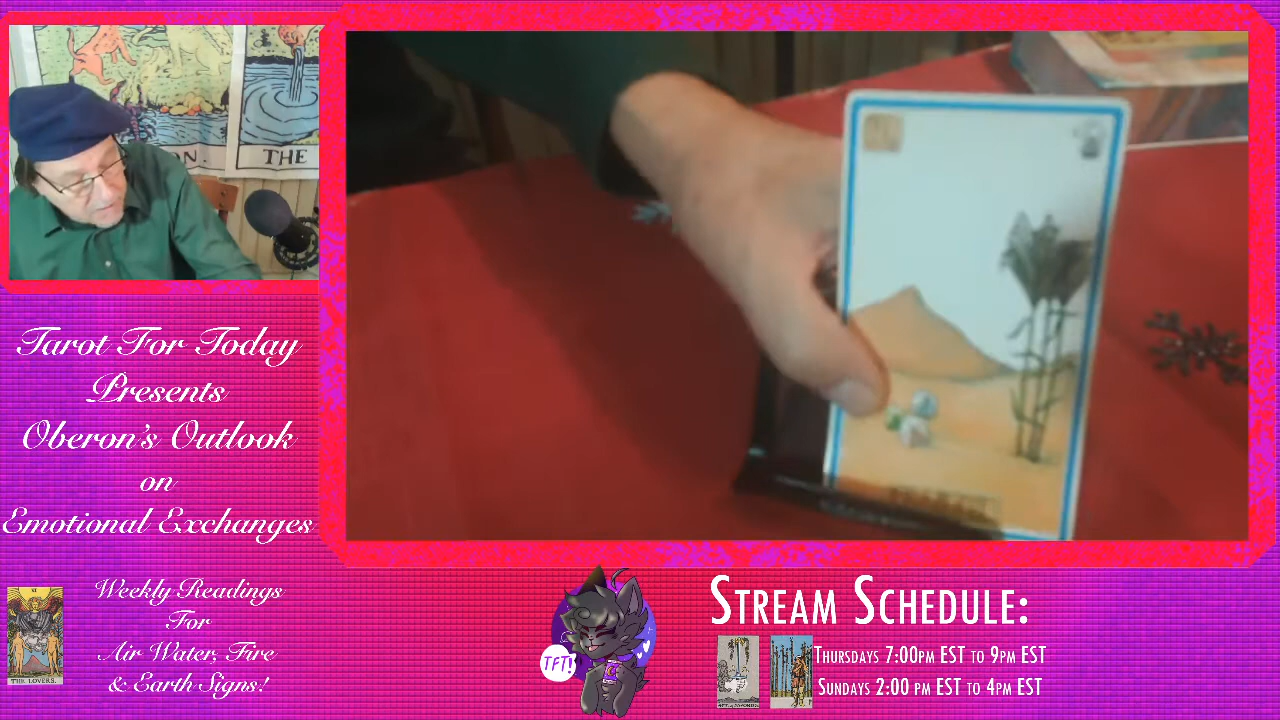 ON.
THE
Tarot For Today
Presents
Oberon's Outlook
on
Emotional Exchanges
Weekly Readings
For
Air Water, Fire
& Earth Signs!
VI
THE LOVERS.
TFT!
STREAM SCHEDULE:
THURSDAYS 7:00PM EST TO 9PM EST
SUNDAYS 2:00 PM EST TO 4PM EST